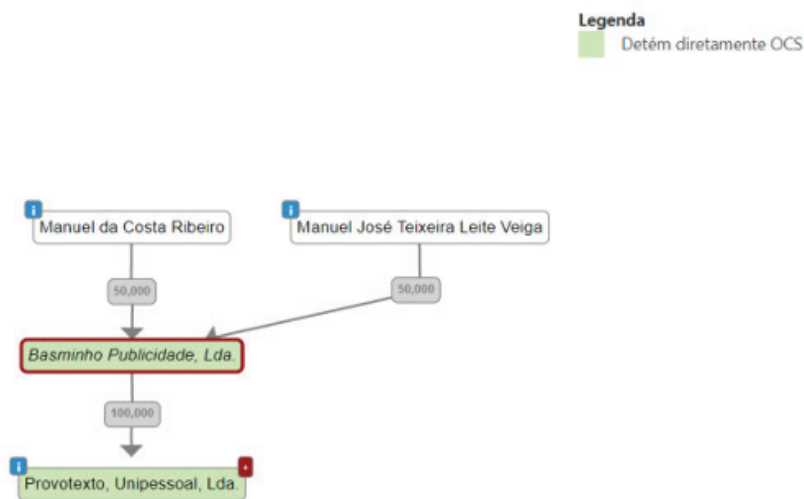 Legenda
Detém diretamente OCS
Manuel da Costa Ribeiro
Manuel José Teixeira Leite Veiga
50,000
50,000
Basminho Publicidade, Lda.
100,000
Provotexto, Unipessoal, Lda.